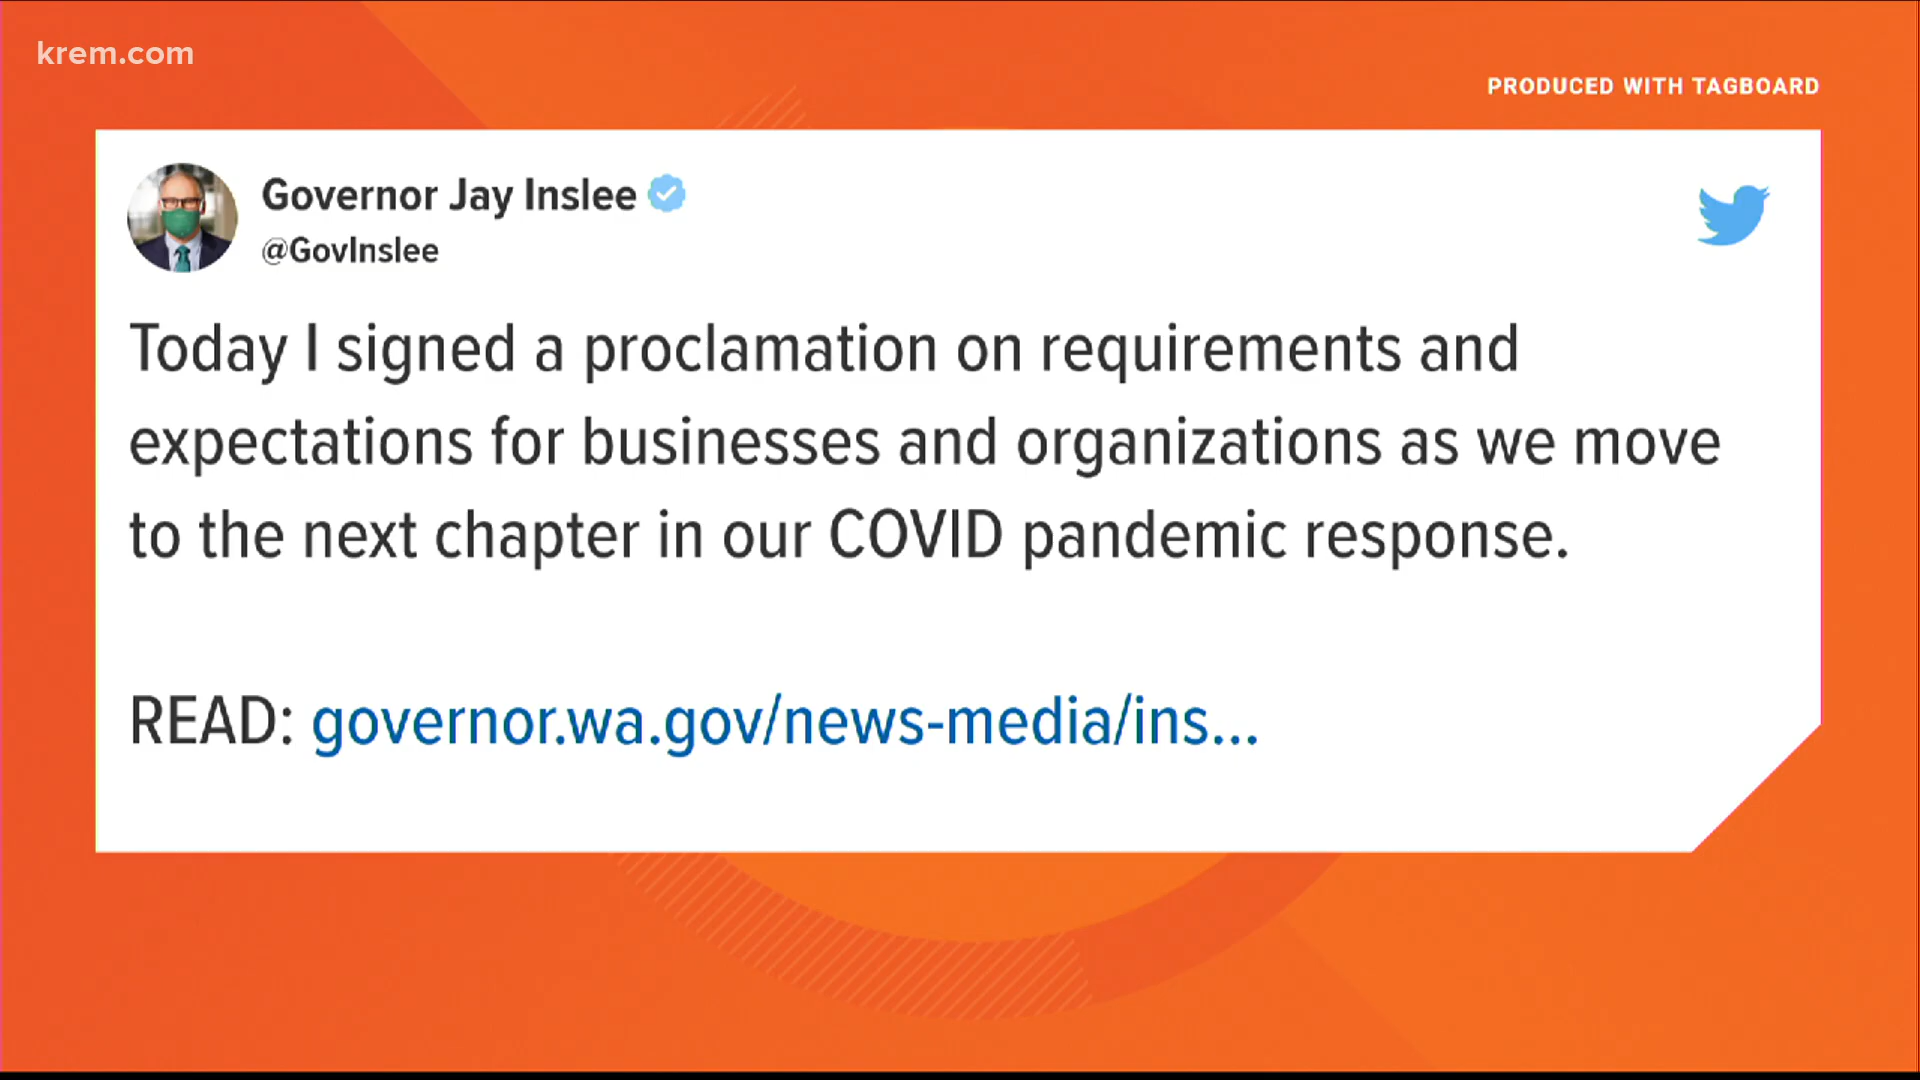 krem.com
PRODUCED WITH TAGBOARD
Governor Jay Inslee
@GovInslee
Today I signed a proclamation on requirements and
expectations for businesses and organizations as we move
to the next chapter in our COVID pandemic response.
READ: governor.wa.gov/news-media/ins...